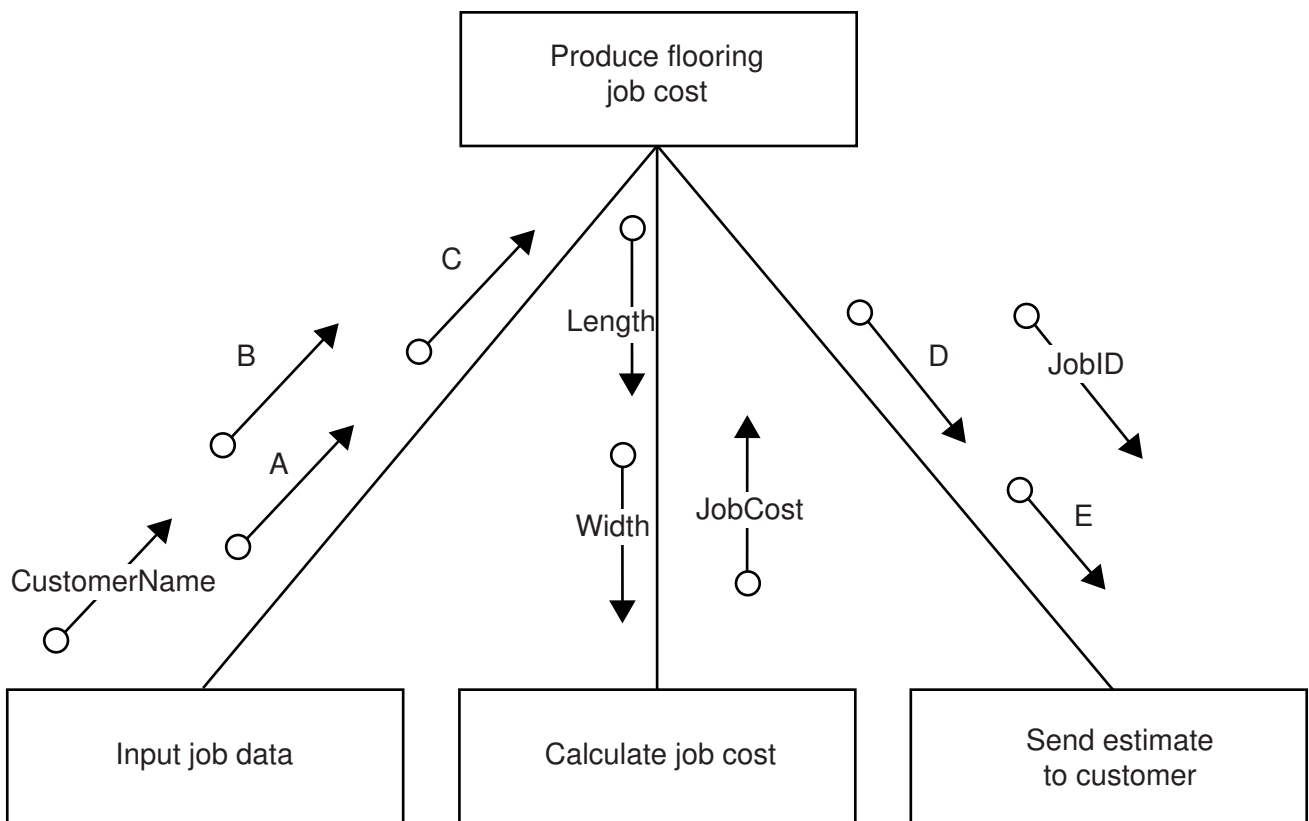 Produce flooring
job cost
C
Length
B
D
JobID
A
Width
JobCost
E
CustomerName
Input job data
Calculate job cost
Send estimate
to customer